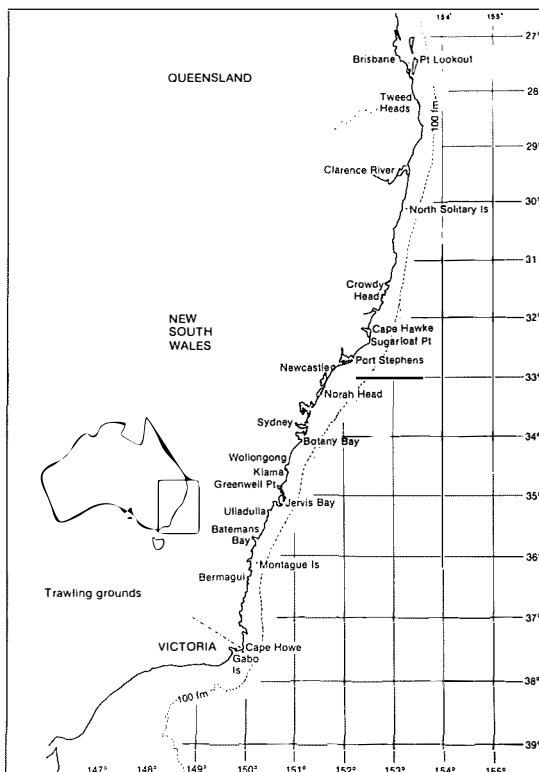 154°
155°
27°
Brisbane
Pt Lookout
QUEENSLAND
28°
Tweed
Heads
100 fm
29°
Clarence River
30°
North Solitary Is
31°
Crowdy
Head
32°
NEW
SOUTH
WALES
Cape Hawke
Sugarloaf Pt
Port Stephens
Newcastle
33°
Norah Head
Sydney
34°
Botany Bay
Wollongong
Kiama
Greenwell Pt
35°
Jervis Bay
Ulladulla
Batemans
Bay
36°
Montague Is
Bermagui
Trawling grounds
37°
VICTORIA
Cape Howe
Gabo
Is
38°
100 fm
39°
147°
148°
149°
150°
151°
152°
153°
154°
155°